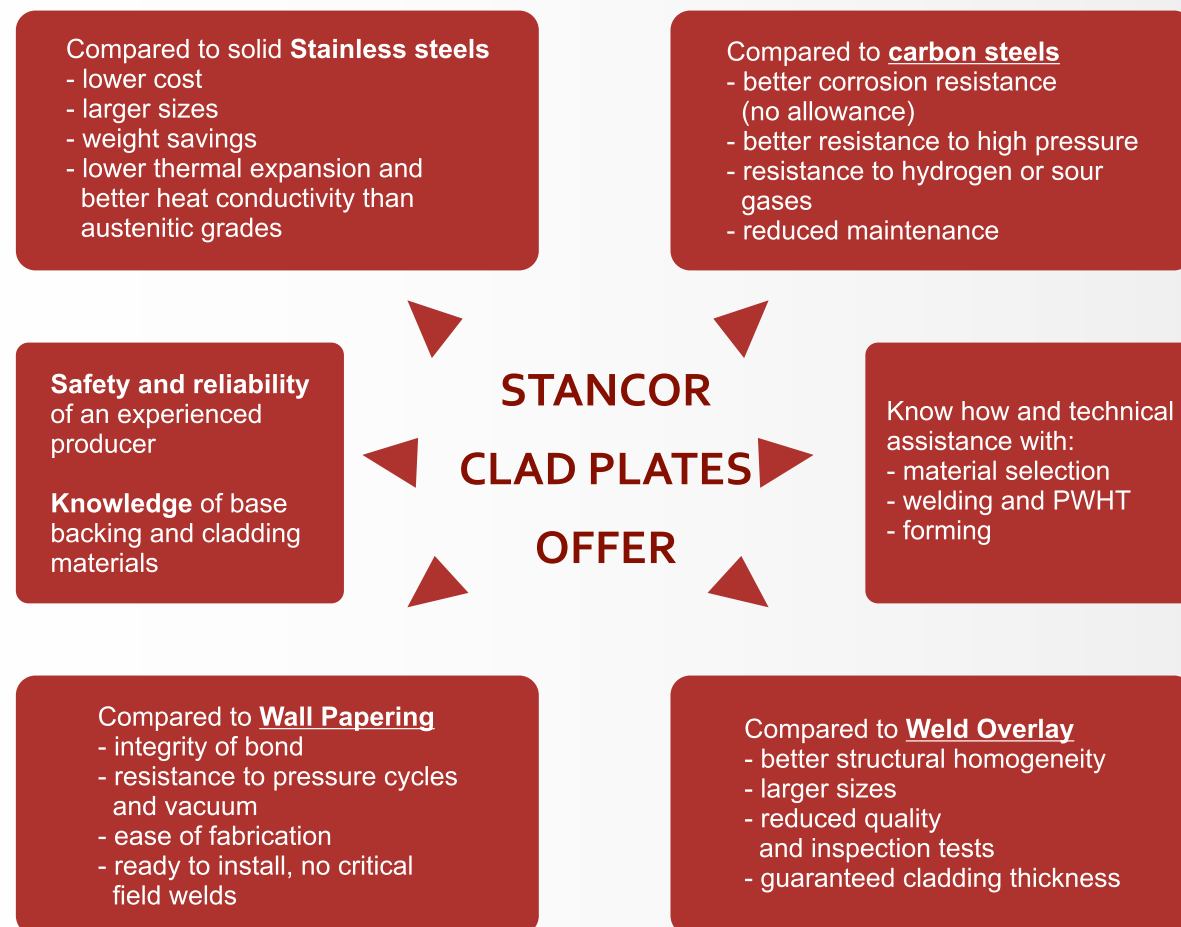 Compared to solid Stainless steels
- lower cost
- larger sizes
- weight savings
- lower thermal expansion and
better heat conductivity than
austenitic grades
Compared to carbon steels
- better corrosion resistance
(no allowance)
- better resistance to high pressure
- resistance to hydrogen or sour
gases
- reduced maintenance
Safety and reliability
of an experienced
producer
Knowledge of base
backing and cladding
materials
STANCOR
CLAD PLATES
OFFER
Know how and technical
assistance with:
- material selection
- welding and PWHT
- forming
Compared to Wall Papering
- integrity of bond
- resistance to pressure cycles
and vacuum
- ease of fabrication
- ready to install, no critical
field welds
Compared to Weld Overlay
- better structural homogeneity
- larger sizes
- reduced quality
and inspection tests
- guaranteed cladding thickness